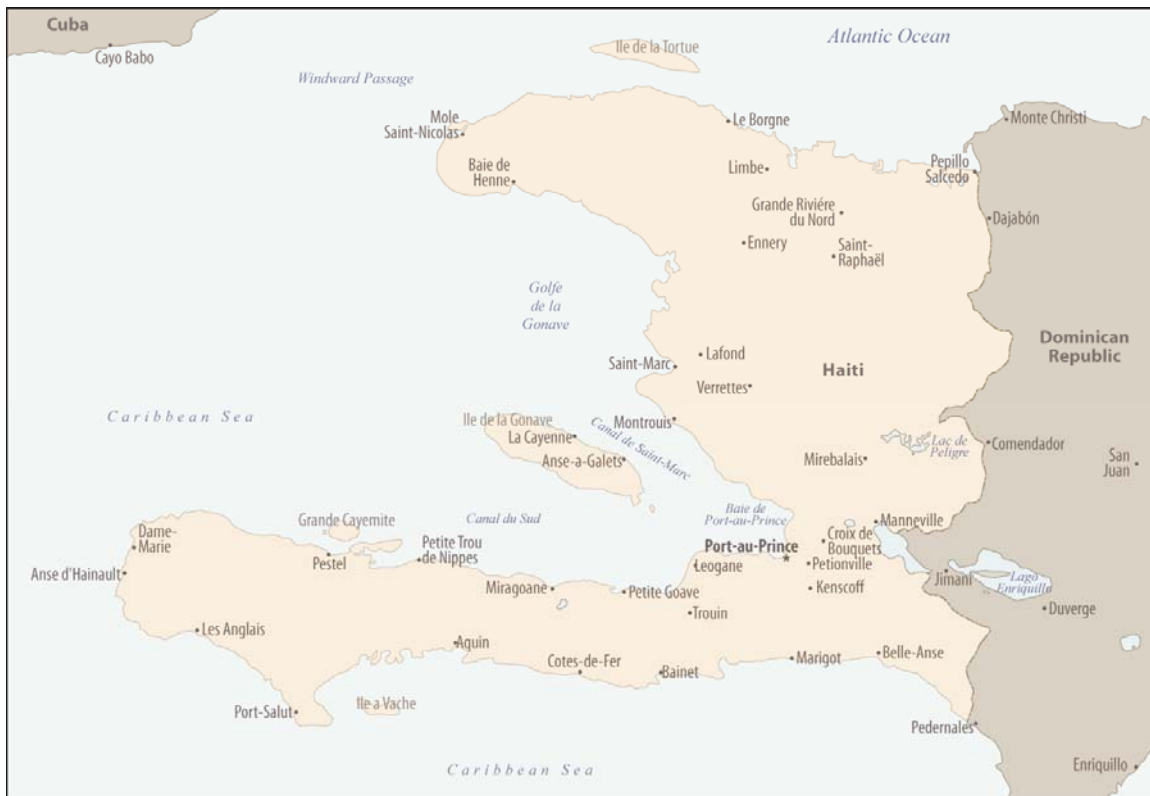 Cuba
Cayo Babo
Ile de la Tortue
Atlantic Ocean
Windward Passage
Mole
Saint-Nicolas
Le Borgne
Monte Christi
Baie de
Henne
Limbe
Pepillo
Salcedo
Grande Riviére
du Nord
Dajabón
Ennery
Saint-
Raphaël
Golfe
de la
Gonave
Dominican
Republic
Lafond
Saint-Marc
Haiti
Verrettes
Caribbean Sea
Ile de la Gonave
Montrouis
La Cayenne
Canal de Saint-Marc
Anse-a-Galets
Mirebalais
Lac de
Peligre
Comendador
San
Juan
Grande Cayemite
Canal du Sud
Baie de
Port-au-Prince
Manneville
Dame-
Marie
Petite Trou
de Nippes
Port-au-Prince
Croix de
Bouquets
Pestel
Leogane
Petionville
Anse d'Hainault
Jimani
Lago
Enriquillo
Miragoane
Petite Goave
Kenscoff
Trouin
Duverge
Les Anglais
Aquin
Cotes-de-Fer
Bainet
Marigot
Belle-Anse
Port-Salut
Ile a Vache
Pedernales
Caribbean Sea
Enriquillo